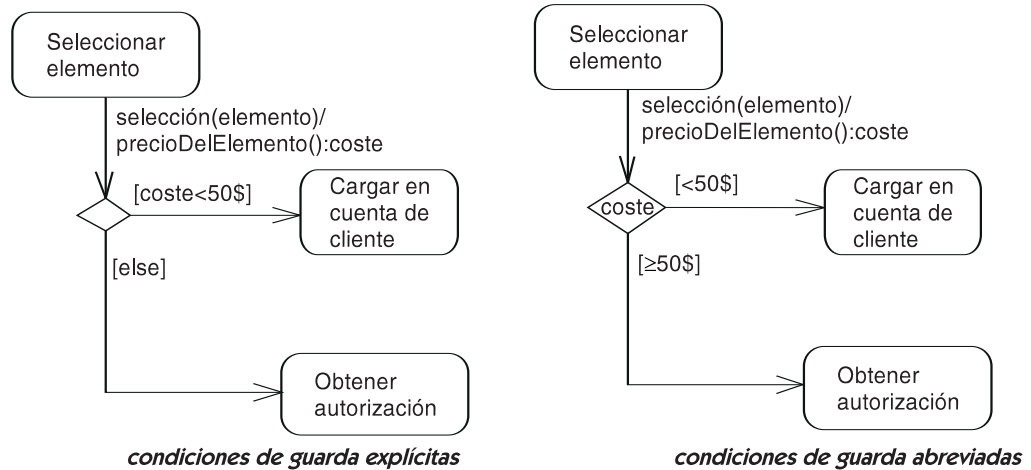 Seleccionar
elemento
selección(elemento)/
precioDelElemento():coste
[coste<50$]
Cargar en
cuenta de
cliente
[else]
Obtener
autorización
condiciones de guarda explícitas
Seleccionar
elemento
selección(elemento)/
precioDelElemento():coste
coste
[<50$]
Cargar en
cuenta de
cliente
[≥50$]
Obtener
autorización
condiciones de guarda abreviadas